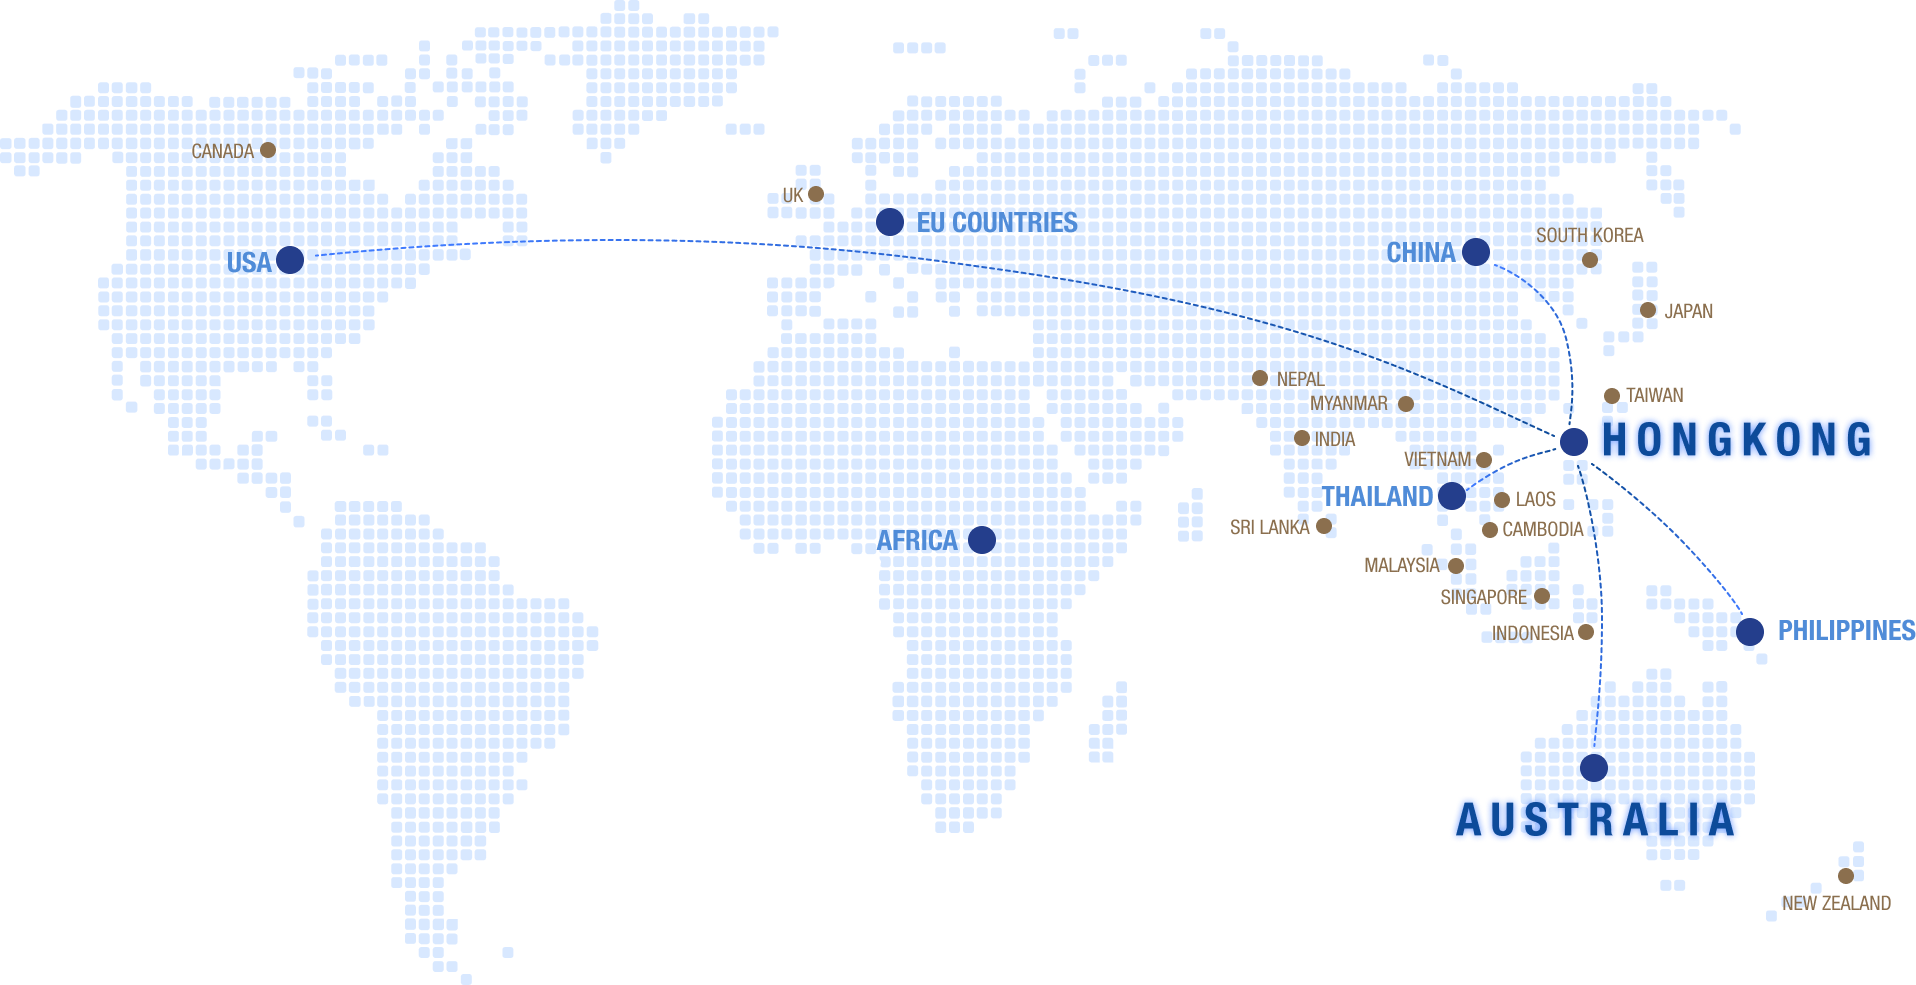 CANADA
UK
EU COUNTRIES
SOUTH KOREA
CHINA
USA
JAPAN
NEPAL
TAIWAN
MYANMAR
INDIA
HONGKONG
VIETNAM
THAILAND
LAOS
SRI LANKA
CAMBODIA
AFRICA
MALAYSIA
SINGAPORE
INDONESIA
PHILIPPINES
AUSTRALIA
NEW ZEALAND